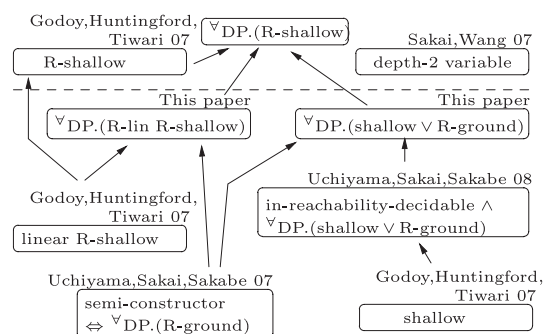 Godoy,Huntingford,
Tiwari 07
R-shallow
∀DP.(R-shallow)
Sakai,Wang 07
depth-2 variable
This paper
∀DP.(R-lin R-shallow)
This paper
∀DP.(shallow ∨ R-ground)
Uchiyama,Sakai,Sakabe 08
in-reachability-decidable ∧
∀DP.(shallow ∨ R-ground)
Godoy,Huntingford,
Tiwari 07
linear R-shallow
Godoy,Huntingford,
Tiwari 07
shallow
Uchiyama,Sakai,Sakabe 07
semi-constructor
⇔ ∀DP.(R-ground)